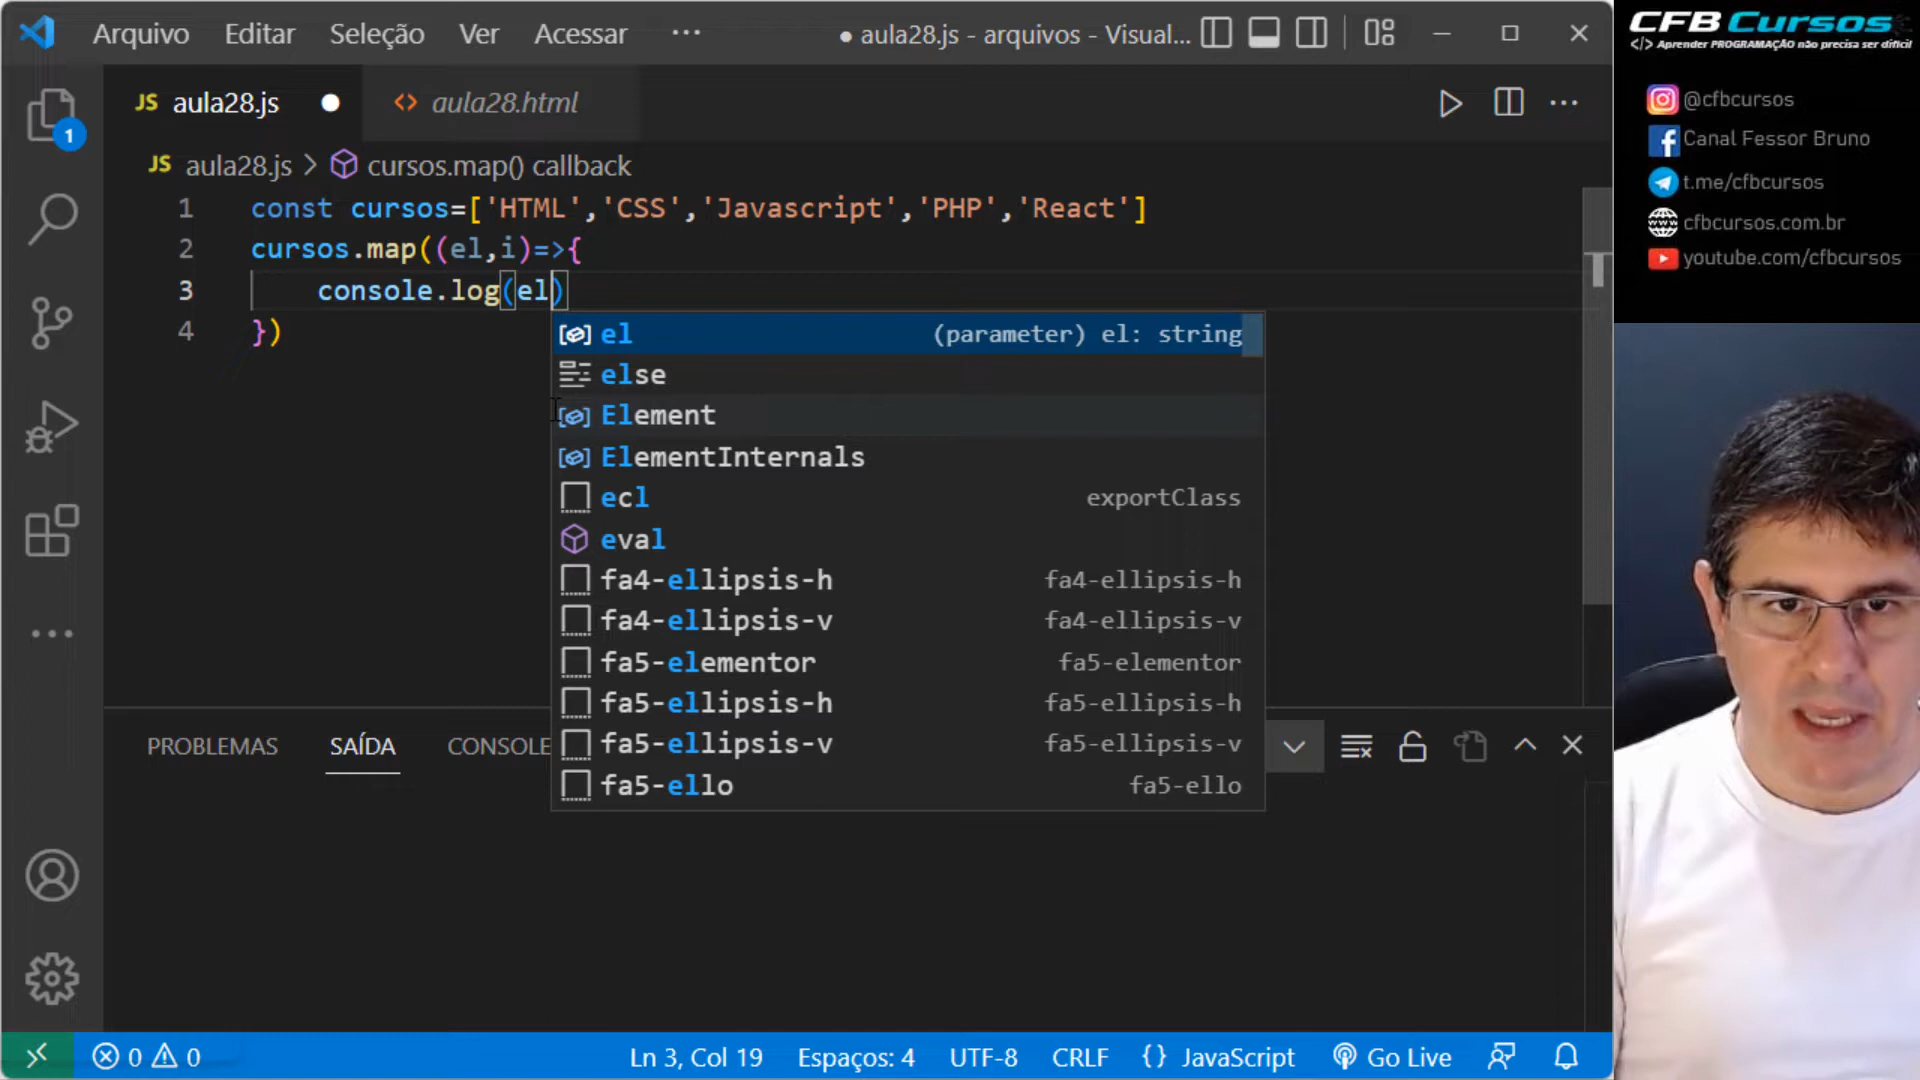 Arquivo Editar Seleção Ver Acessar ··· ● aula28.js - arquivos - Visual...
CFB Cursos
</> Aprender PROGRAMAÇÃO não precisa ser difícil
@cfbcursos
Canal Fessor Bruno
t.me/cfbcursos
cfbcursos.com.br
youtube.com/cfbcursos
1
JS aula28.js ● <> aula28.html
JS aula28.js > cursos.map() callback
1 const cursos=['HTML','CSS','Javascript','PHP','React']
2 cursos.map((el,i)=>{
3 console.log(el)
4 })
el (parameter) el: string
else
Element
ElementInternals
ecl exportClass
eval
fa4-ellipsis-h fa4-ellipsis-h
fa4-ellipsis-v fa4-ellipsis-v
fa5-elementor fa5-elementor
fa5-ellipsis-h fa5-ellipsis-h
fa5-ellipsis-v fa5-ellipsis-v
fa5-ello fa5-ello
PROBLEMAS SAÍDA CONSOLE
0 0 Ln 3, Col 19 Espaços: 4 UTF-8 CRLF {} JavaScript Go Live